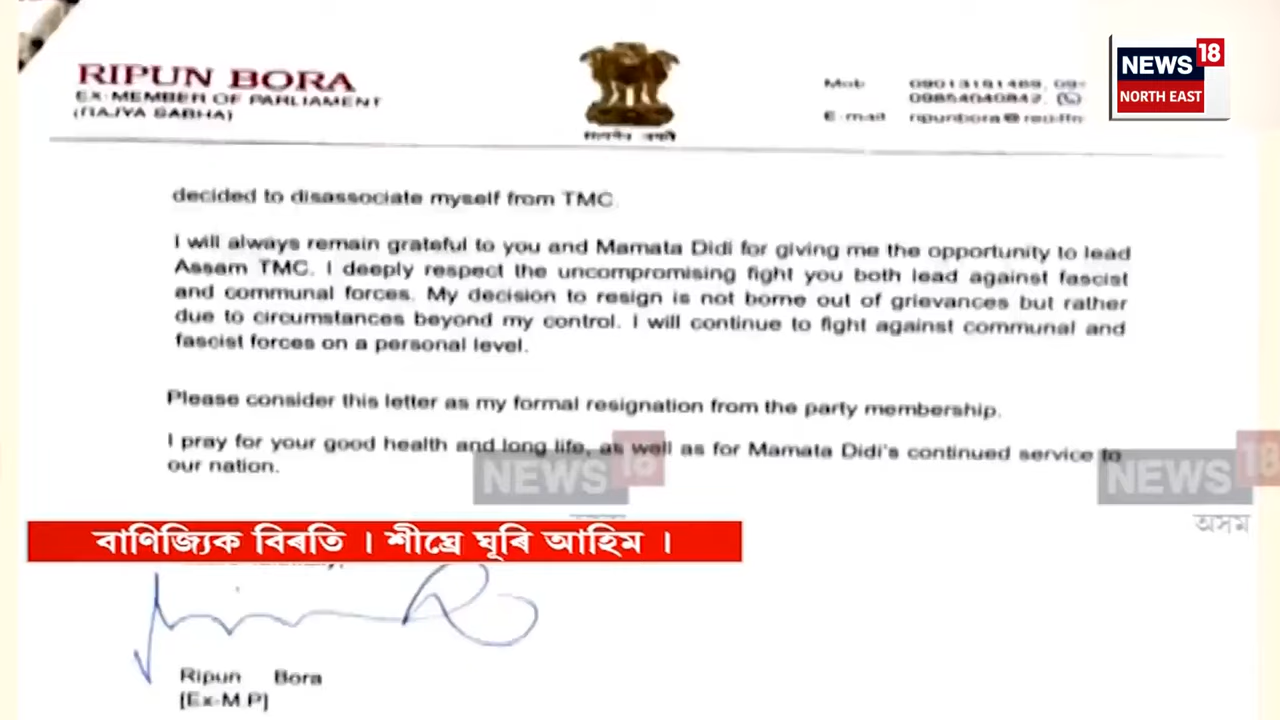 RIPUN BORA
EX-MEMBER OF PARLIAMENT
(RAJYA SABHA)
Mob
E-mail
NEWS 18
NORTH EAST
decided to disassociate myself from TMC.
I will always remain grateful to you and Mamata Didi for giving me the opportunity to lead
Assam TMC. I deeply respect the uncompromising fight you both lead against fascist
and communal forces. My decision to resign is not borne out of grievances but rather
due to circumstances beyond my control. I will continue to fight against communal and
fascist forces on a personal level.
Please consider this letter as my formal resignation from the party membership.
I pray for your good health and long life, as well as for Mamata Didi's continued service to
our nation.
NEWS 18
NEWS 18
অসম
বাণিজ্যিক বিৰতি । শীঘ্ৰে ঘূৰি আহিম ।
Ripun Bora
[Ex-M P]